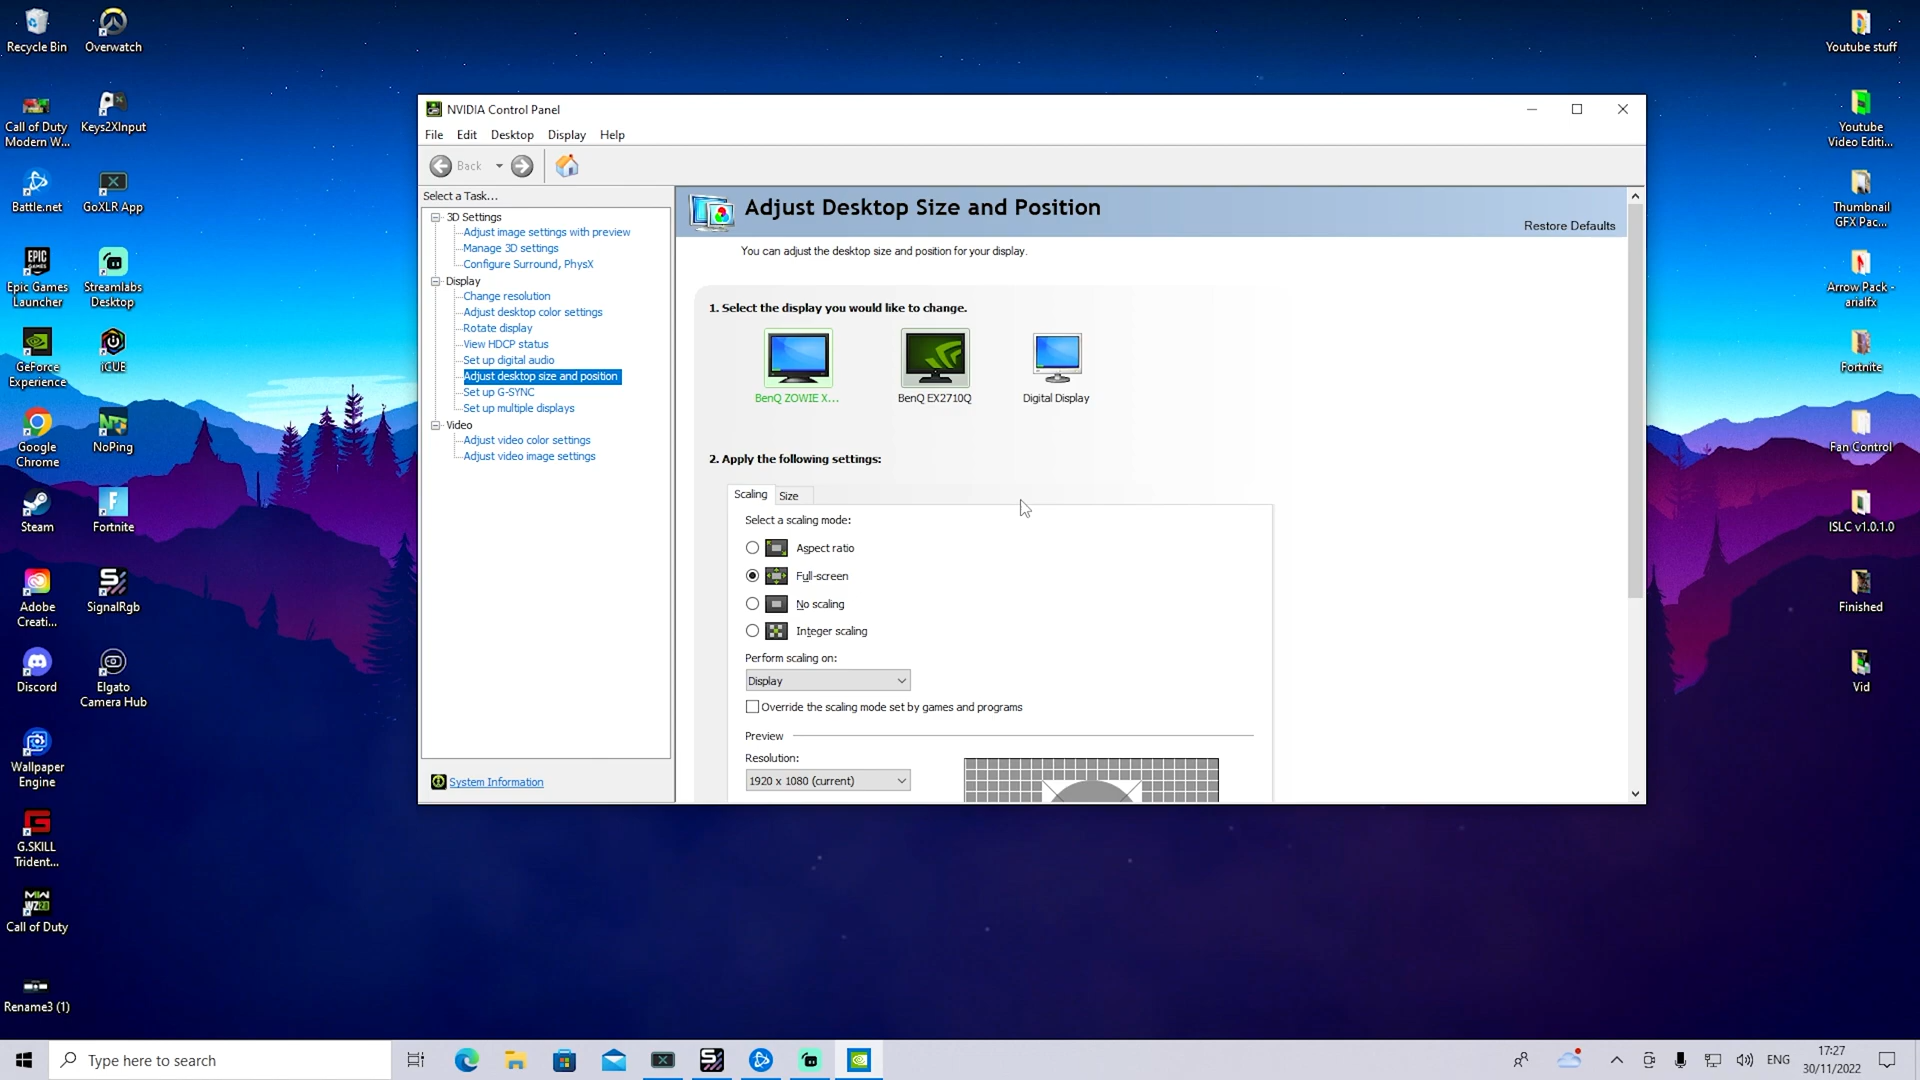 Recycle Bin
Overwatch
Call of Duty
Modern W...
Keys2XInput
Battle.net
GoXLR App
EPIC
GAMES
Epic Games
Launcher
Streamlabs
Desktop
GeForce
Experience
iCUE
Google
Chrome
NoPing
Steam
Fortnite
Adobe
Creati...
SignalRgb
Discord
Elgato
Camera Hub
Wallpaper
Engine
G.SKILL
Trident...
Call of Duty
Rename3 (1)
NVIDIA Control Panel
File
Edit
Desktop
Display
Help
Back
Select a Task...
3D Settings
Adjust image settings with preview
Manage 3D settings
Configure Surround, PhysX
Display
Change resolution
Adjust desktop color settings
Rotate display
View HDCP status
Set up digital audio
Adjust desktop size and position
Set up G-SYNC
Set up multiple displays
Video
Adjust video color settings
Adjust video image settings
System Information
Adjust Desktop Size and Position
Restore Defaults
You can adjust the desktop size and position for your display.
1. Select the display you would like to change.
BenQ ZOWIE X...
BenQ EX2710Q
Digital Display
2. Apply the following settings:
Scaling
Size
Select a scaling mode:
Aspect ratio
Full-screen
No scaling
Integer scaling
Perform scaling on:
Display
Override the scaling mode set by games and programs
Preview
Resolution:
1920 x 1080 (current)
Youtube stuff
Youtube
Video Editi...
Thumbnail
GFX Pac...
Arrow Pack -
arialfx
Fortnite
Fan Control
ISLC v1.0.1.0
Finished
Vid
Type here to search
ENG
17:27
30/11/2022